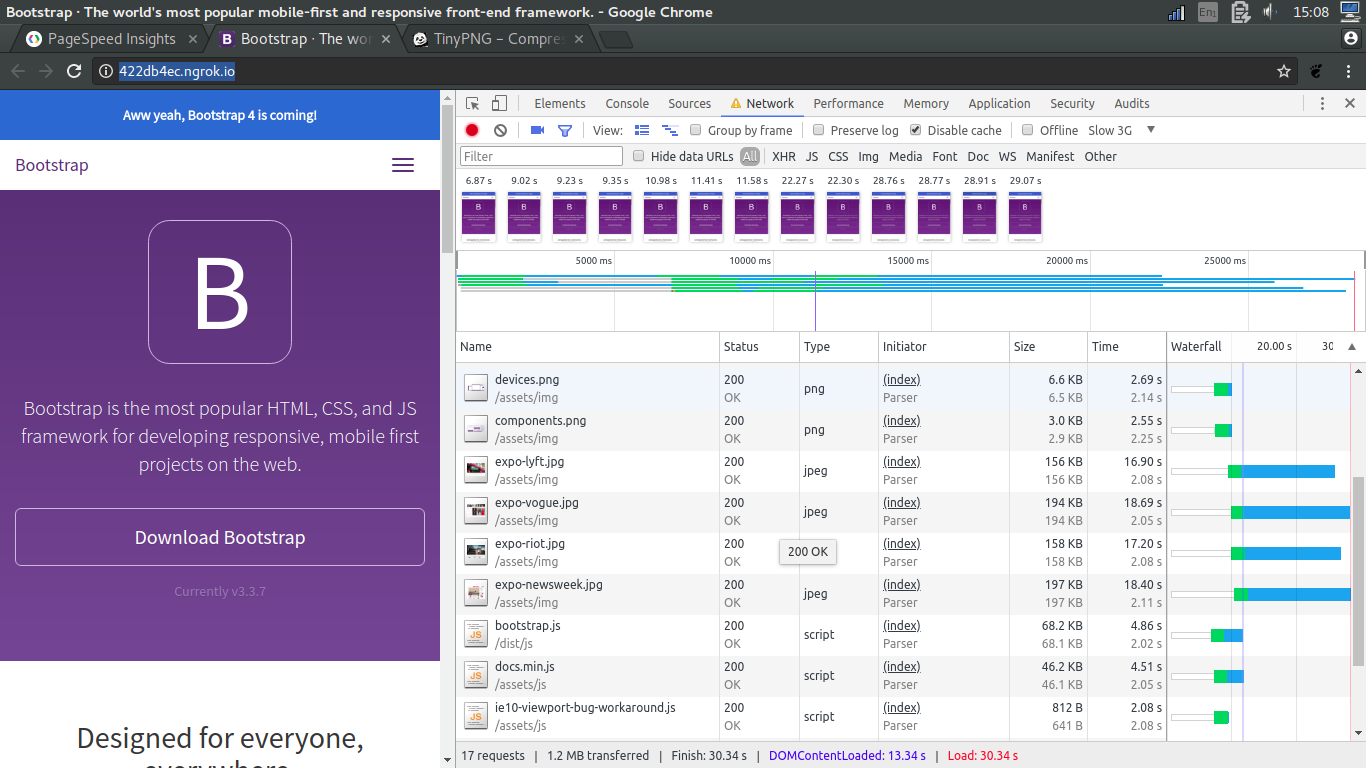 Bootstrap · The world's most popular mobile-first and responsive front-end framework. - Google Chrome
En1
15:08
PageSpeed Insights
Bootstrap · The wor
TinyPNG – Compres
422db4ec.ngrok.io
Aww yeah, Bootstrap 4 is coming!
Bootstrap
B
Bootstrap is the most popular HTML, CSS, and JS
framework for developing responsive, mobile first
projects on the web.
Download Bootstrap
Currently v3.3.7
Designed for everyone,
everywhere.
Elements Console Sources Network Performance Memory Application Security Audits
View: Group by frame Preserve log Disable cache Offline Slow 3G
Filter Hide data URLs All XHR JS CSS Img Media Font Doc WS Manifest Other
6.87 s 9.02 s 9.23 s 9.35 s 10.98 s 11.41 s 11.58 s 22.27 s 22.30 s 28.76 s 28.77 s 28.91 s 29.07 s
5000 ms 10000 ms 15000 ms 20000 ms 25000 ms
Name Status Type Initiator Size Time Waterfall 20.00 s 30
devices.png 200 png (index) 6.6 KB 2.69 s
/assets/img OK Parser 6.5 KB 2.14 s
components.png 200 png (index) 3.0 KB 2.55 s
/assets/img OK Parser 2.9 KB 2.25 s
expo-lyft.jpg 200 jpeg (index) 156 KB 16.90 s
/assets/img OK Parser 156 KB 2.08 s
expo-vogue.jpg 200 jpeg (index) 194 KB 18.69 s
/assets/img OK Parser 194 KB 2.05 s
expo-riot.jpg 200 (index) 158 KB 17.20 s
/assets/img OK 200 OK Parser 158 KB 2.08 s
expo-newsweek.jpg 200 jpeg (index) 197 KB 18.40 s
/assets/img OK Parser 197 KB 2.11 s
bootstrap.js 200 script (index) 68.2 KB 4.86 s
/dist/js OK Parser 68.1 KB 2.02 s
docs.min.js 200 script (index) 46.2 KB 4.51 s
/assets/js OK Parser 46.1 KB 2.05 s
ie10-viewport-bug-workaround.js 200 script (index) 812 B 2.08 s
/assets/js OK Parser 641 B 2.08 s
17 requests | 1.2 MB transferred | Finish: 30.34 s | DOMContentLoaded: 13.34 s | Load: 30.34 s